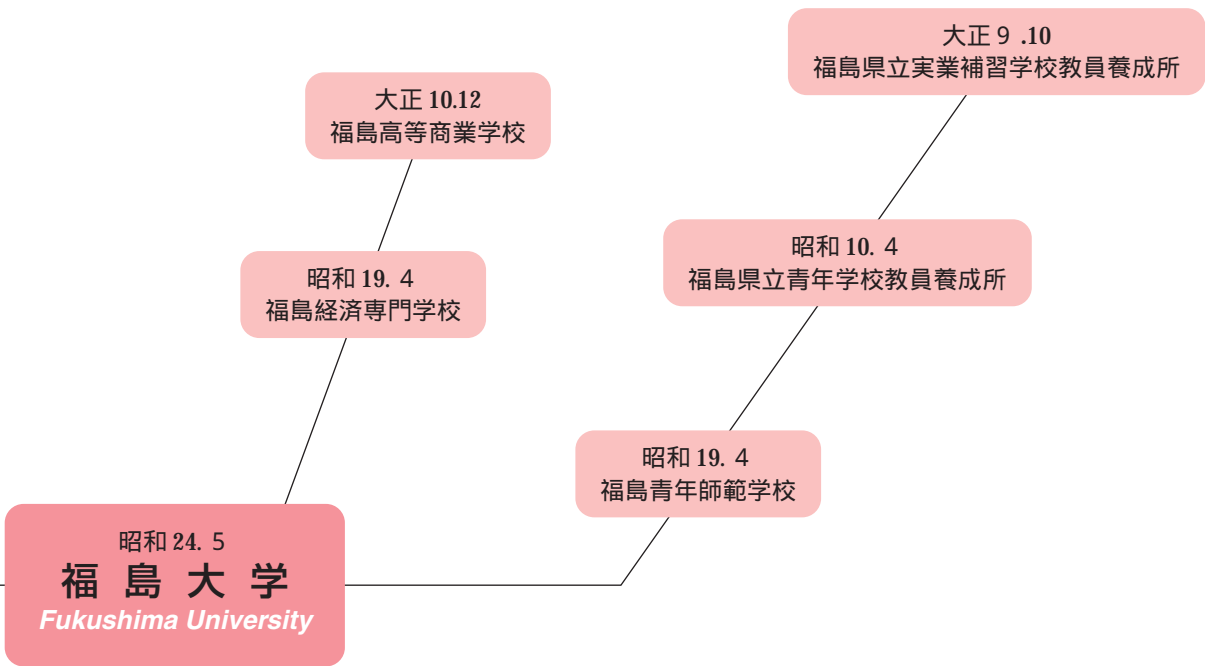 大正 9 .10
福島県立実業補習学校教員養成所
大正 10.12
福島高等商業学校
昭和 10. 4
福島県立青年学校教員養成所
昭和 19. 4
福島経済専門学校
昭和 19. 4
福島青年師範学校
昭和 24. 5
福 島 大 学
Fukushima University